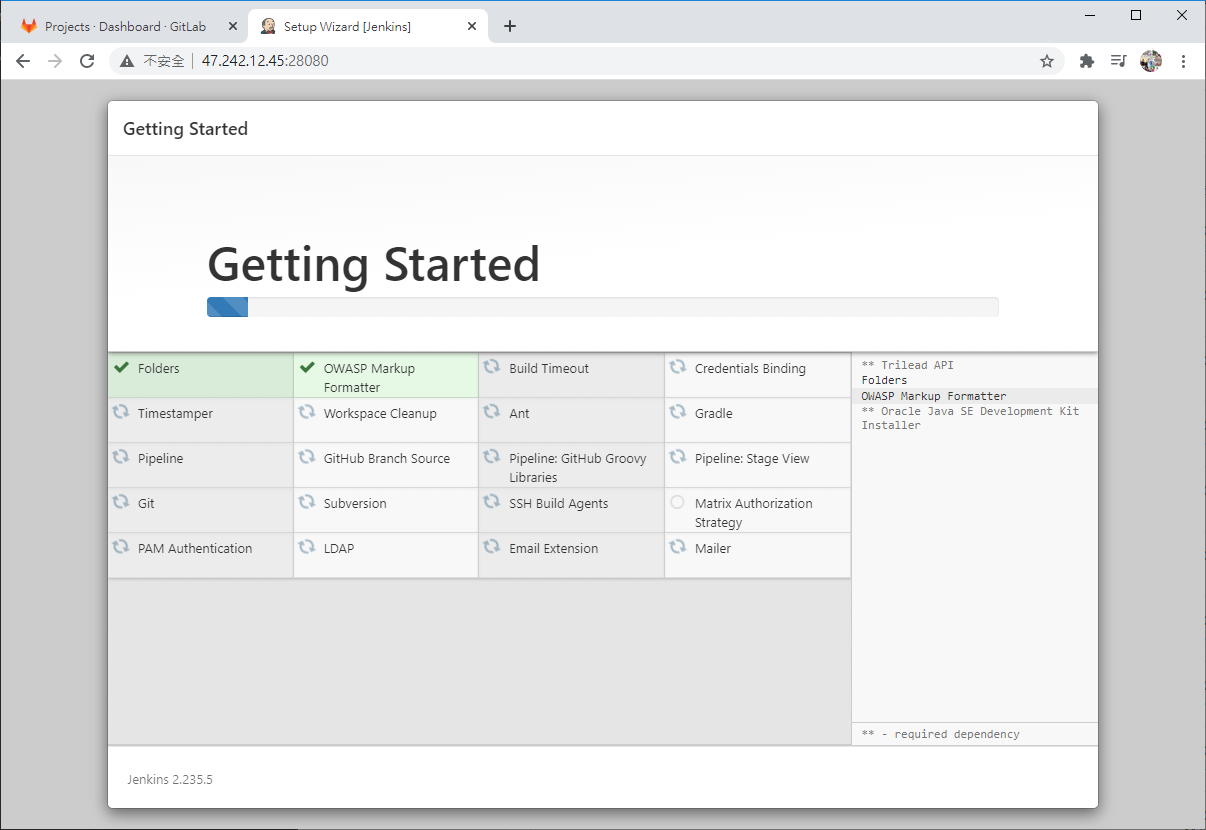 Projects · Dashboard · GitLab
Setup Wizard [Jenkins]
不安全
47.242.12.45:28080
Getting Started
Getting Started
Folders
OWASP Markup
Formatter
Build Timeout
Credentials Binding
Timestamper
Workspace Cleanup
Ant
Gradle
Pipeline
GitHub Branch Source
Pipeline: GitHub Groovy
Libraries
Pipeline: Stage View
Git
Subversion
SSH Build Agents
Matrix Authorization
Strategy
PAM Authentication
LDAP
Email Extension
Mailer
** Trilead API
Folders
OWASP Markup Formatter
** Oracle Java SE Development Kit
Installer
** - required dependency
Jenkins 2.235.5